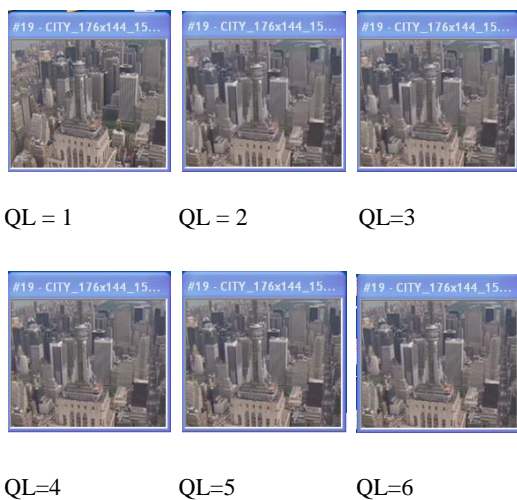 #19 - CITY_176x144_15... #19 - CITY_176x144_15... #19 - CITY_176x144_15...
QL = 1 QL = 2 QL=3
#19 - CITY_176x144_15... #19 - CITY_176x144_15... #19 - CITY_176x144_15...
QL=4 QL=5 QL=6